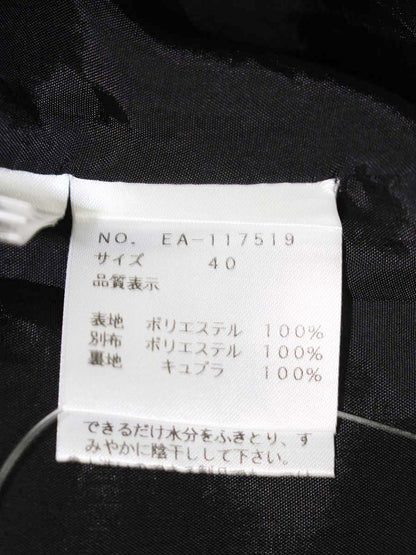 NO. EA-117519
サイズ 40
品質表示
表地 ポリエステル 100%
別布 ポリエステル 100%
裏地 キュプラ 100%
できるだけ水分をふきとり、す
みやかに陰干しして下さい。